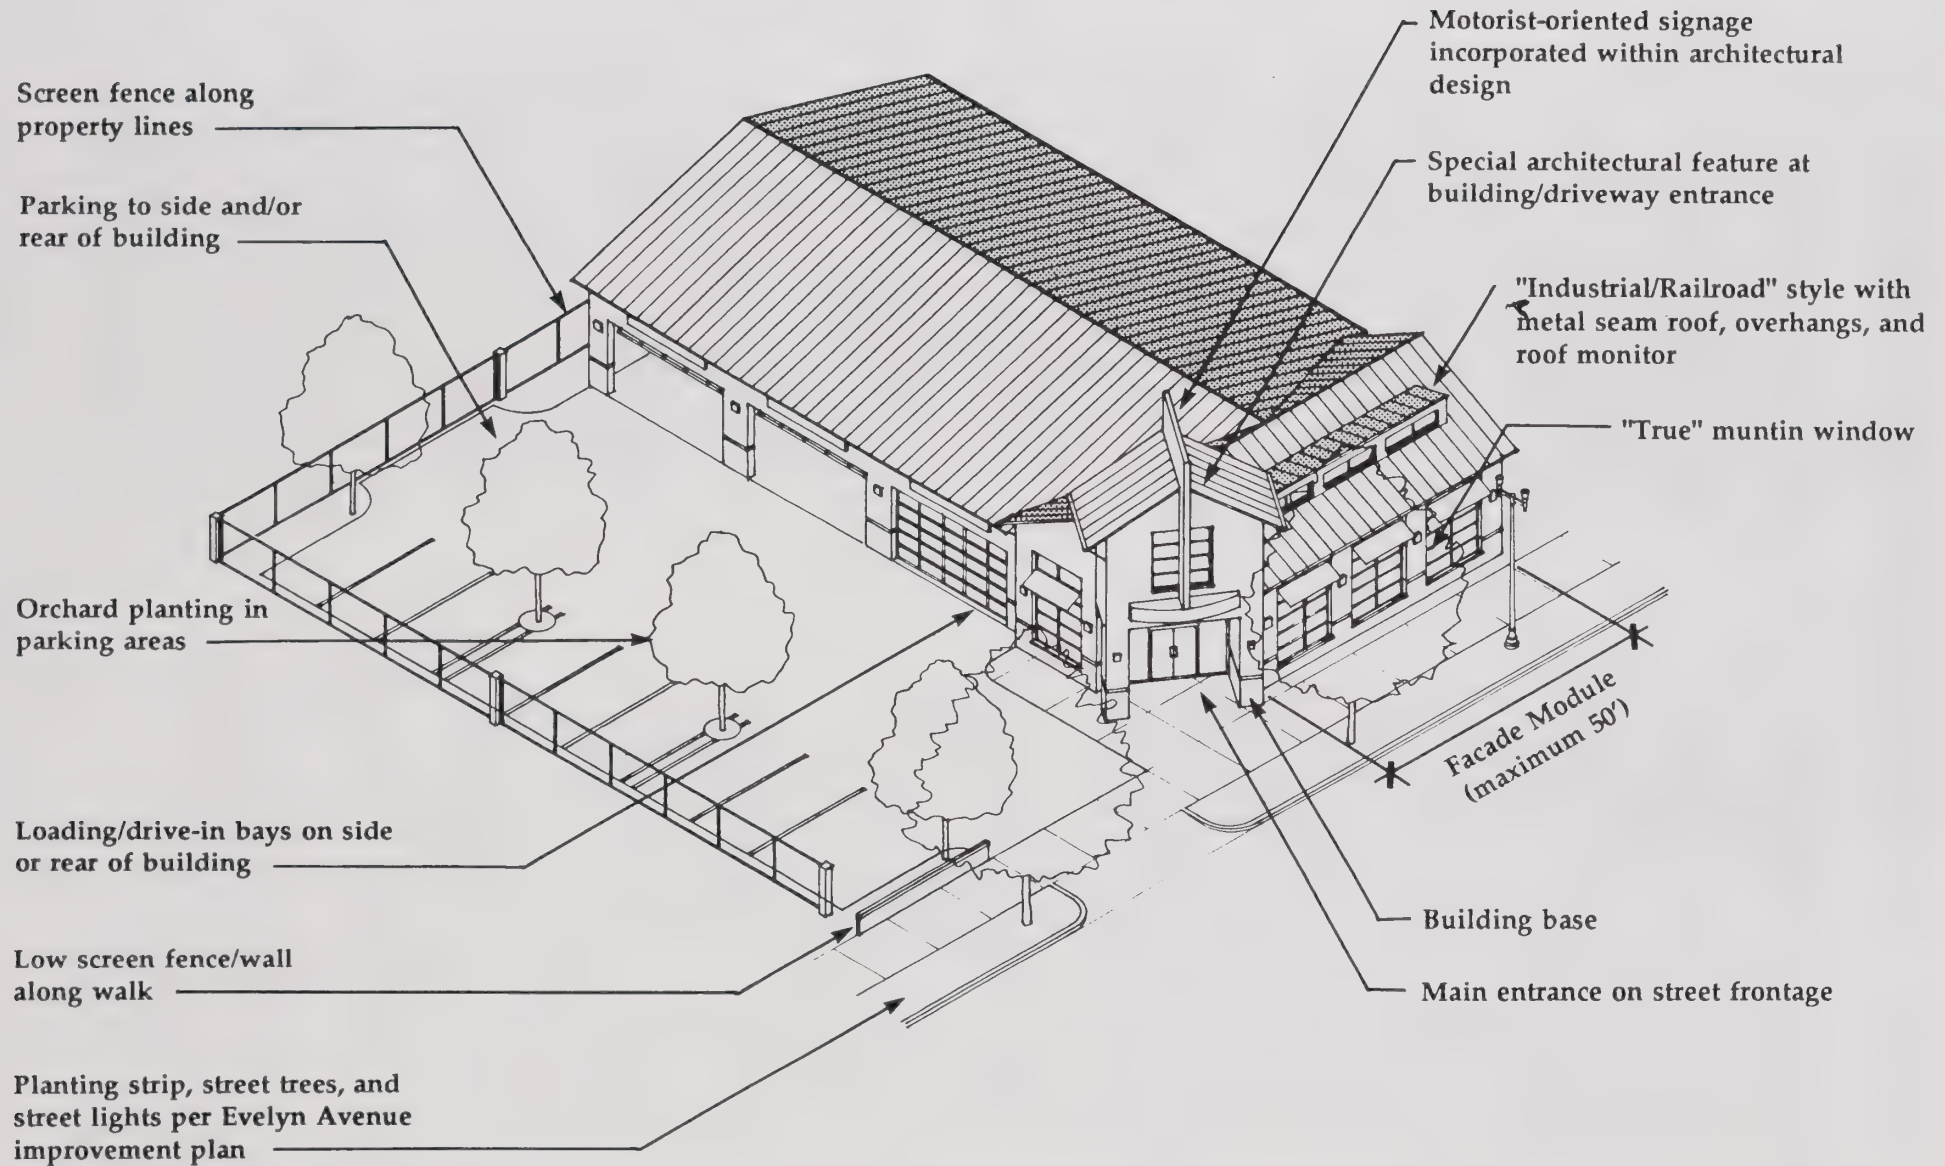 Motorist-oriented signage
incorporated within architectural
design
Screen fence along
property lines
Special architectural feature at
building/driveway entrance
Parking to side and/or
rear of building
"Industrial/Railroad" style with
metal seam roof, overhangs, and
roof monitor
"True" muntin window
Orchard planting in
parking areas
Facade Module
(maximum 50')
Loading/drive-in bays on side
or rear of building
Building base
Low screen fence/wall
along walk
Main entrance on street frontage
Planting strip, street trees, and
street lights per Evelyn Avenue
improvement plan